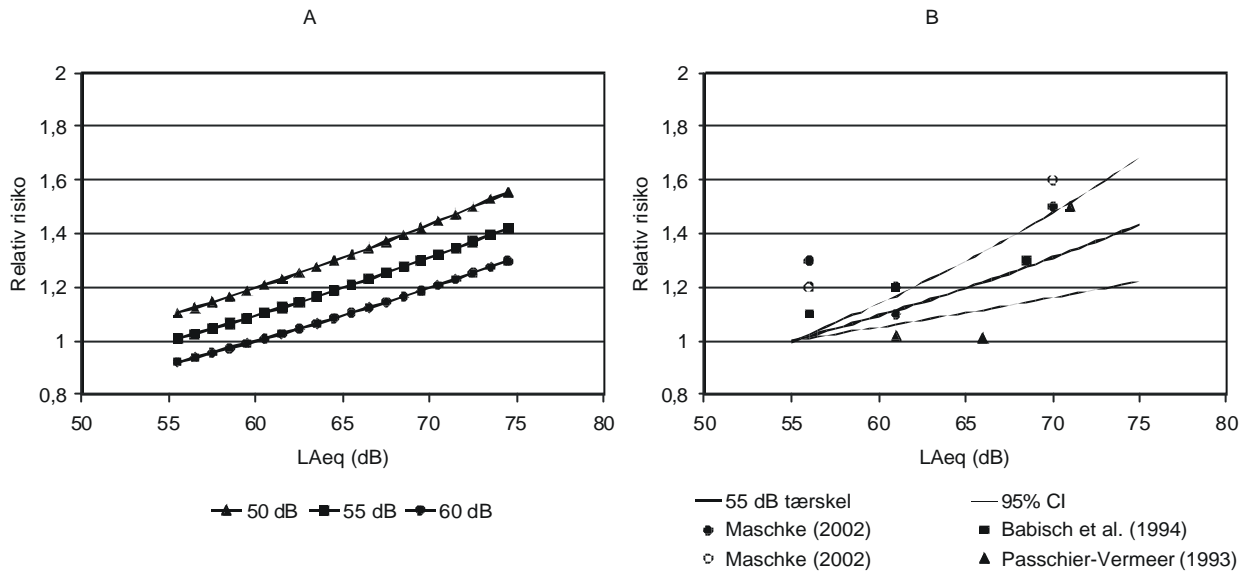 A
2
1,8
1,6
1,4
1,2
1
0,8
Relativ risiko
50 55 60 65 70 75 80
LAeq (dB)
50 dB 55 dB 60 dB
B
2
1,8
1,6
1,4
1,2
1
0,8
Relativ risiko
50 55 60 65 70 75 80
LAeq (dB)
55 dB tærskel 95% CI
Maschke (2002) Babisch et al. (1994)
Maschke (2002) Passchier-Vermeer (1993)